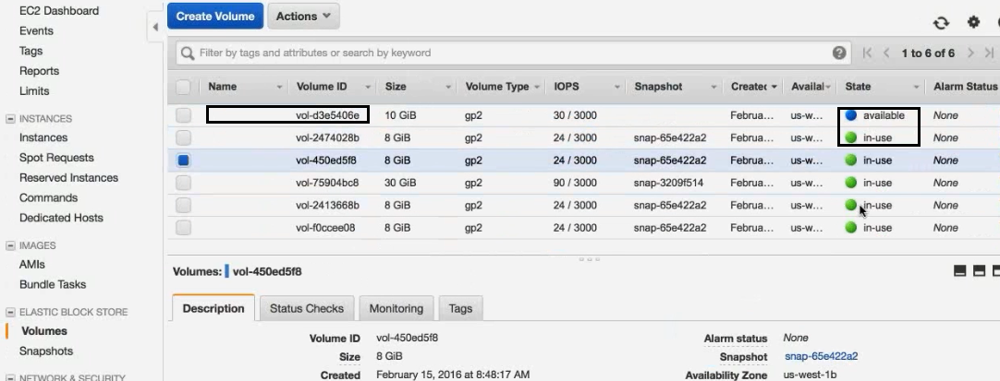 EC2 Dashboard
Events
Tags
Reports
Limits
INSTANCES
Instances
Spot Requests
Reserved Instances
Commands
Dedicated Hosts
IMAGES
AMIs
Bundle Tasks
ELASTIC BLOCK STORE
Volumes
Snapshots
NETWORK & SECURITY
Create Volume Actions
Filter by tags and attributes or search by keyword ? 1 to 6 of 6
Name Volume ID Size Volume Type IOPS Snapshot Created Availal State Alarm Status
vol-d3e5406e 10 GiB gp2 30 / 3000 Februa... us-w... available None
vol-2474028b 8 GiB gp2 24 / 3000 snap-65e422a2 Februa... us-w... in-use None
vol-450ed5f8 8 GiB gp2 24 / 3000 snap-65e422a2 Februa... us-w... in-use None
vol-75904bc8 30 GiB gp2 90 / 3000 snap-3209f514 Februa... us-w... in-use None
vol-2413668b 8 GiB gp2 24 / 3000 snap-65e422a2 Februa... us-w... in-use None
vol-f0ccee08 8 GiB gp2 24 / 3000 snap-65e422a2 Februa... us-w... in-use None
Volumes: vol-450ed5f8
Description Status Checks Monitoring Tags
Volume ID vol-450ed5f8 Alarm status None
Size 8 GiB Snapshot snap-65e422a2
Created February 15, 2016 at 8:48:17 AM Availability Zone us-west-1b